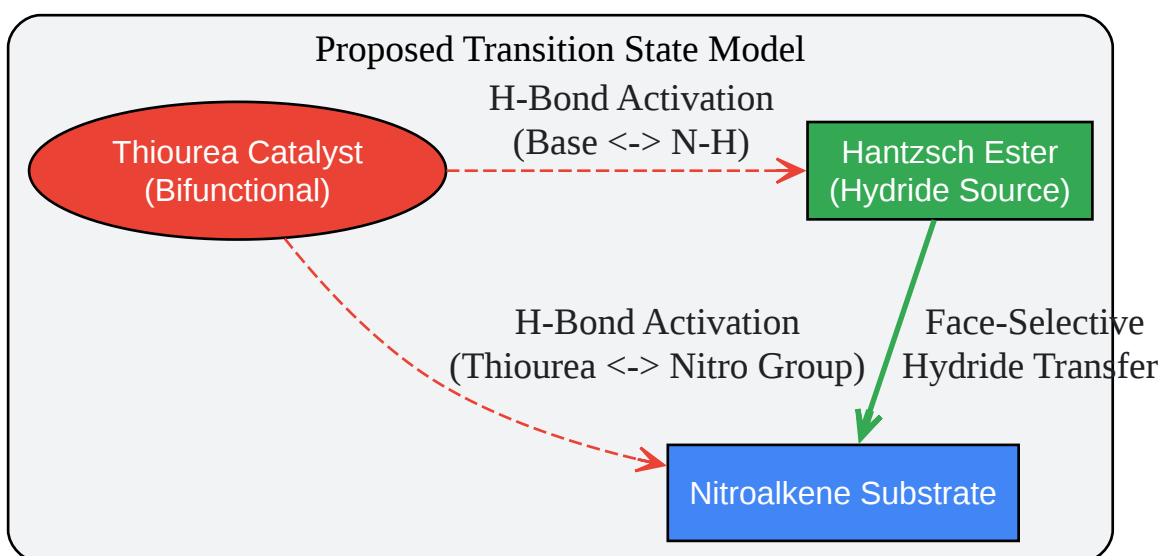 Proposed Transition State Model
H-Bond Activation
(Base <-> N-H)
Thiourea Catalyst
(Bifunctional)
Hantzsch Ester
(Hydride Source)
H-Bond Activation
(Thiourea <-> Nitro Group)
Face-Selective
Hydride Transfer
Nitroalkene Substrate